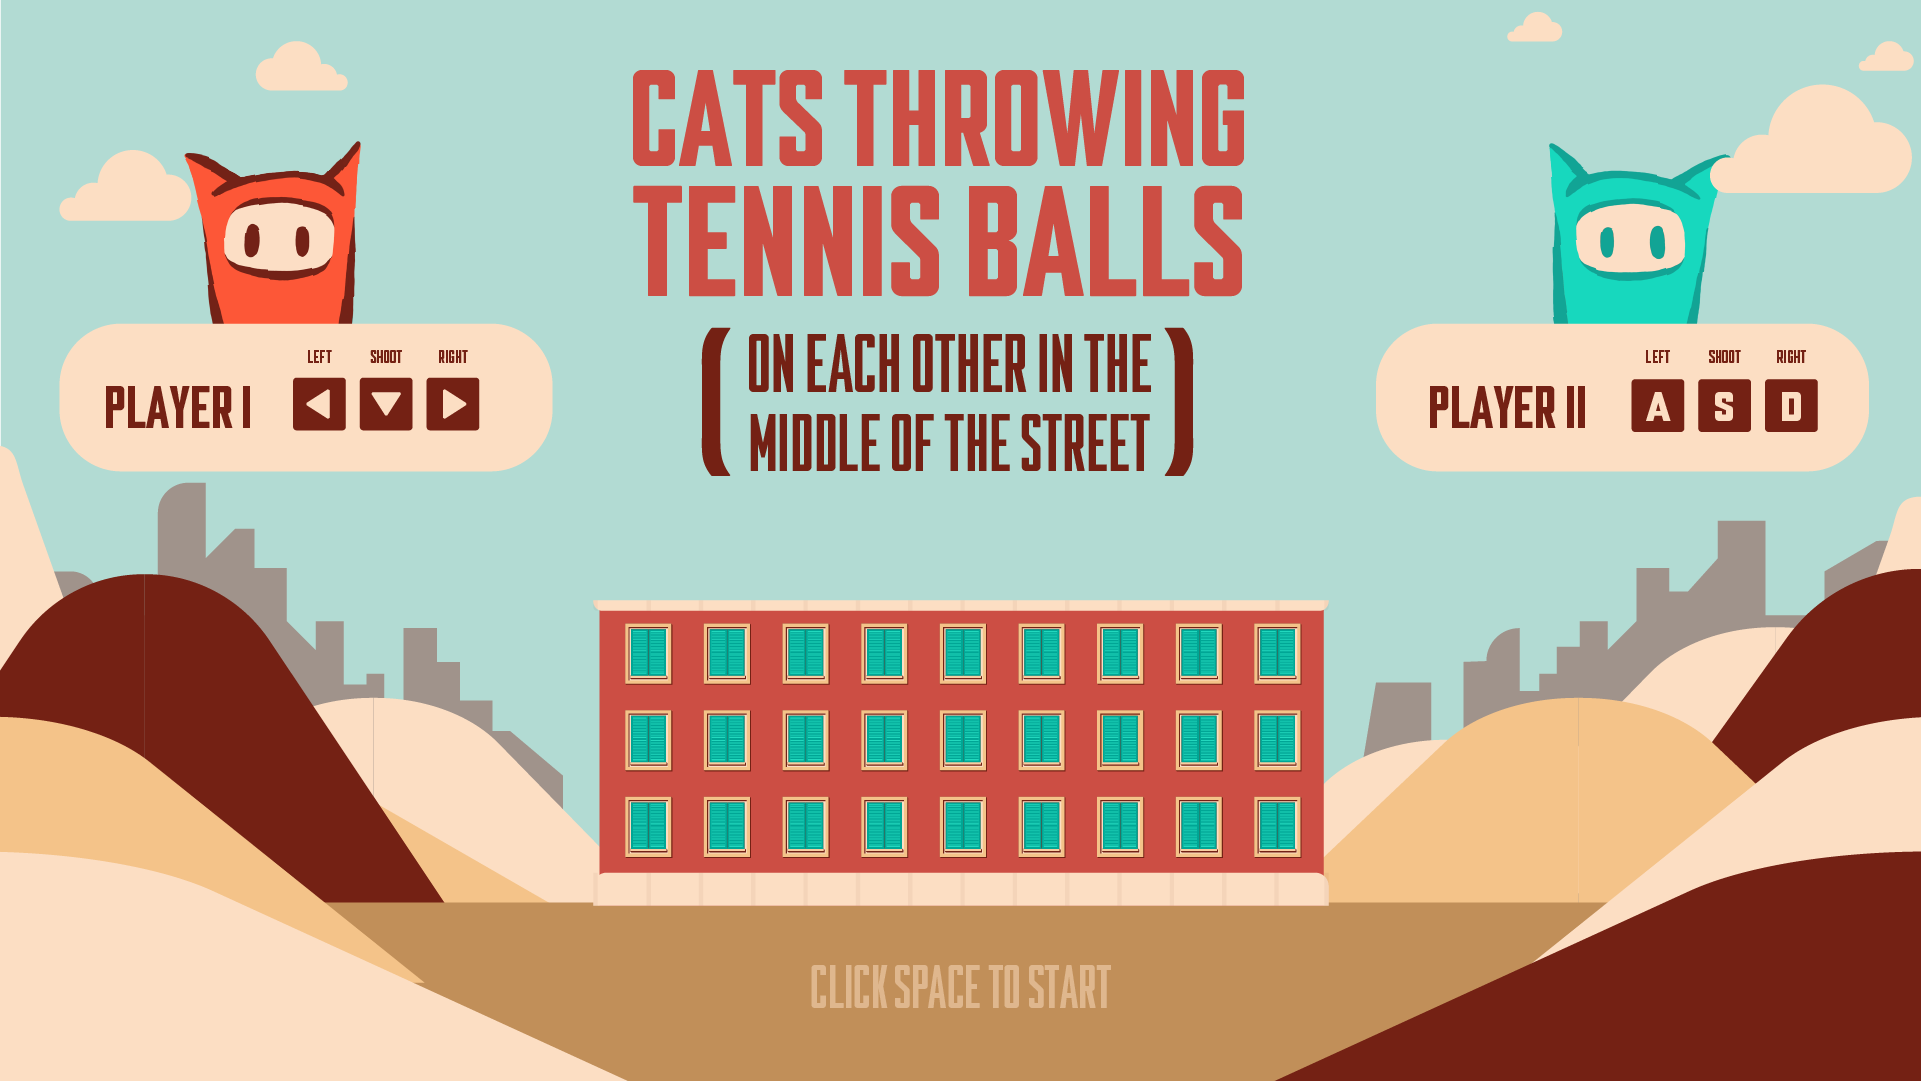 CATS THROWING
TENNIS BALLS
( ON EACH OTHER IN THE
MIDDLE OF THE STREET )
LEFT SHOOT RIGHT
PLAYER I
LEFT SHOOT RIGHT
PLAYER II A S D
CLICK SPACE TO START